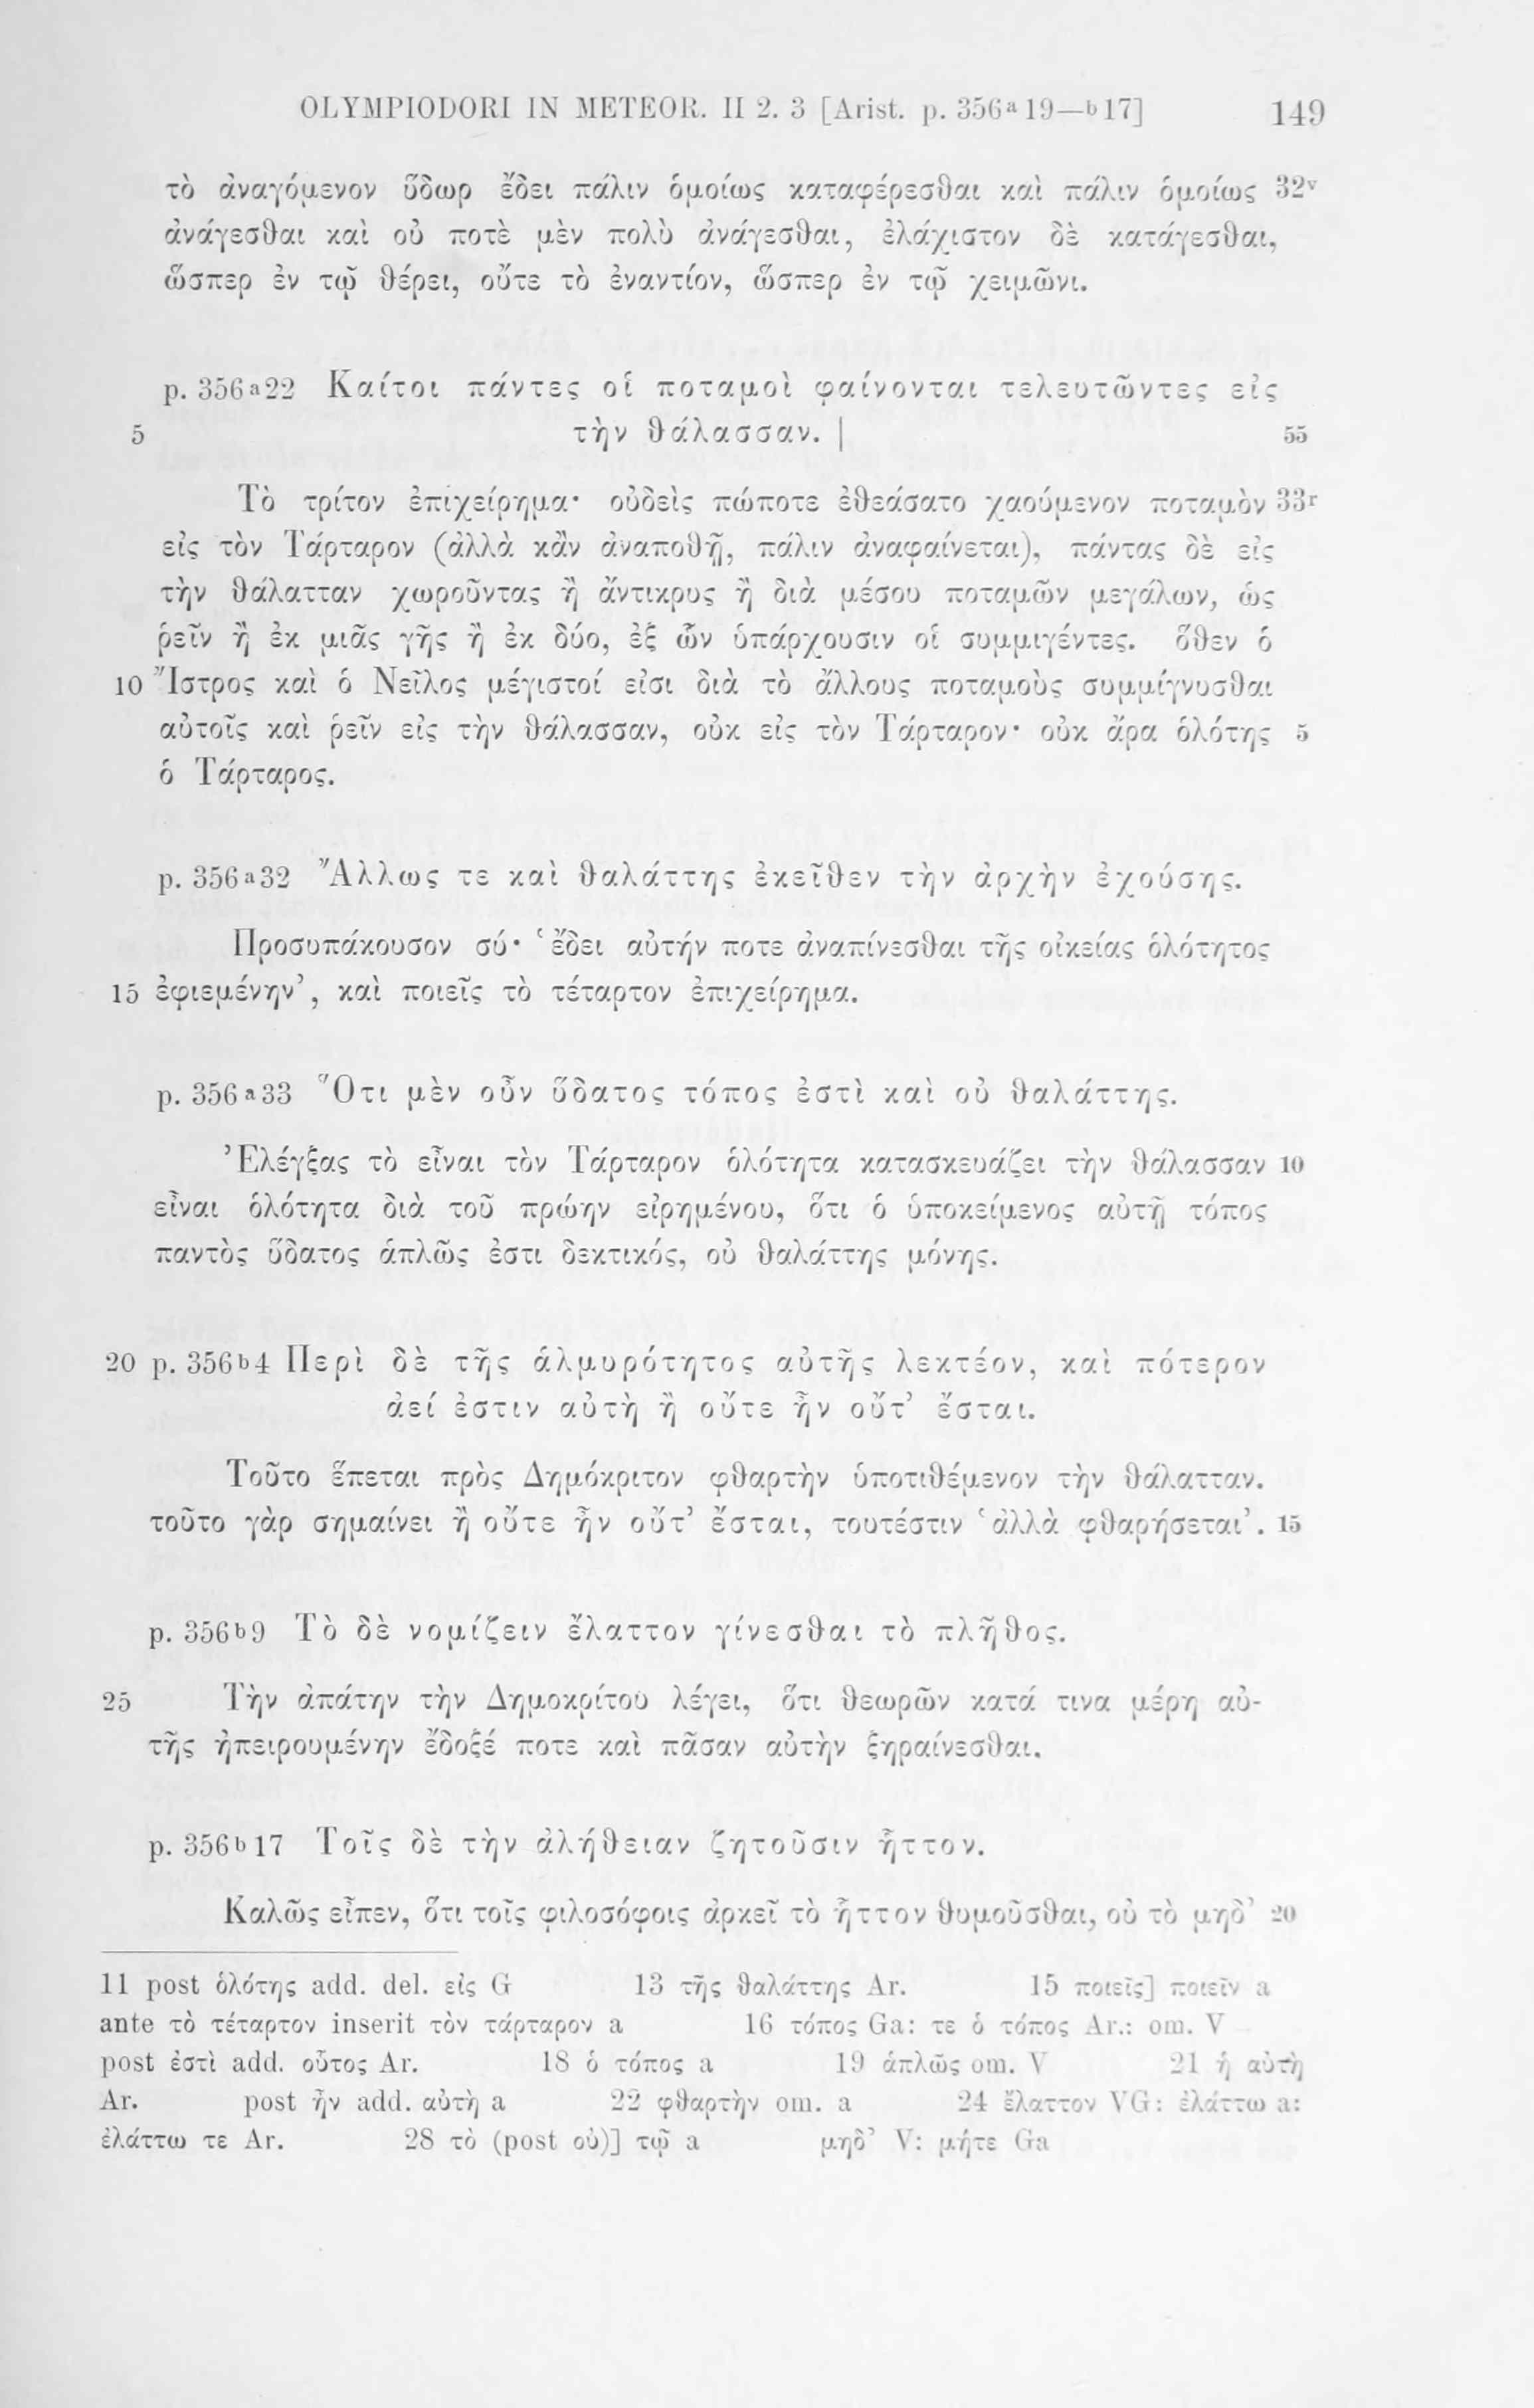 OLYMPIODORI IN METEOR. II 2. 3 [Arist. p. 356ᵃ19—ᵇ17] 149
τὸ ἀναγόμενον ὕδωρ ἔδει πάλιν ὁμοίως καταφέρεσθαι καὶ πάλιν ὁμοίως 32ᵛ
ἀνάγεσθαι καὶ οὔ ποτὲ μὲν πολὺ ἀνάγεσθαι, ἐλάχιστον δὲ κατάγεσθαι,
ὥσπερ ἐν τῷ θέρει, οὔτε τὸ ἐναντίον, ὥσπερ ἐν τῷ χειμῶνι.
p. 356ᵃ22 Καίτοι πάντες οἱ ποταμοὶ φαίνονται τελευτῶντες εἰς
5 τὴν θάλασσαν. | 55
Τὸ τρίτον ἐπιχείρημα· οὐδεὶς πώποτε ἐθεάσατο χαούμενον ποταμὸν 33ʳ
εἰς τὸν Τάρταρον (ἀλλὰ κἂν ἀναποθῇ, πάλιν ἀναφαίνεται), πάντας δὲ εἰς
τὴν θάλατταν χωροῦντας ἢ ἄντικρυς ἢ διὰ μέσου ποταμῶν μεγάλων, ὡς
ῥεῖν ἢ ἐκ μιᾶς γῆς ἢ ἐκ δύο, ἐξ ὧν ὑπάρχουσιν οἱ συμμιγέντες. ὅθεν ὁ
10 Ἴστρος καὶ ὁ Νεῖλος μέγιστοί εἰσι διὰ τὸ ἄλλους ποταμοὺς συμμίγνυσθαι
αὐτοῖς καὶ ῥεῖν εἰς τὴν θάλασσαν, οὐκ εἰς τὸν Τάρταρον· οὐκ ἄρα ὁλότης 5
ὁ Τάρταρος.
p. 356ᵃ32 Ἄλλως τε καὶ θαλάττης ἐκεῖθεν τὴν ἀρχὴν ἐχούσης.
Προσυπάκουσον σύ· ‘ἔδει αὐτήν ποτε ἀναπίνεσθαι τῆς οἰκείας ὁλότητος
15 ἐφιεμένην’, καὶ ποιεῖς τὸ τέταρτον ἐπιχείρημα.
p. 356ᵃ33 Ὅτι μὲν οὖν ὕδατος τόπος ἐστὶ καὶ οὐ θαλάττης.
Ἐλέγξας τὸ εἶναι τὸν Τάρταρον ὁλότητα κατασκευάζει τὴν θάλασσαν 10
εἶναι ὁλότητα διὰ τοῦ πρώην εἰρημένου, ὅτι ὁ ὑποκείμενος αὐτῇ τόπος
παντὸς ὕδατος ἁπλῶς ἐστι δεκτικός, οὐ θαλάττης μόνης.
20 p. 356ᵇ4 Περὶ δὲ τῆς ἁλμυρότητος αὐτῆς λεκτέον, καὶ πότερον
ἀεί ἐστιν αὐτὴ ἢ οὔτε ἦν οὔτ’ ἔσται.
Τοῦτο ἕπεται πρὸς Δημόκριτον φθαρτὴν ὑποτιθέμενον τὴν θάλατταν.
τοῦτο γὰρ σημαίνει ἢ οὔτε ἦν οὔτ’ ἔσται, τουτέστιν ‘ἀλλὰ φθαρήσεται’. 15
p. 356ᵇ9 Τὸ δὲ νομίζειν ἔλαττον γίνεσθαι τὸ πλῆθος.
25 Τὴν ἀπάτην τὴν Δημοκρίτου λέγει, ὅτι θεωρῶν κατά τινα μέρη αὐ-
τῆς ἠπειρουμένην ἔδοξέ ποτε καὶ πᾶσαν αὐτὴν ξηραίνεσθαι.
p. 356ᵇ17 Τοῖς δὲ τὴν ἀλήθειαν ζητοῦσιν ἧττον.
Καλῶς εἶπεν, ὅτι τοῖς φιλοσόφοις ἀρκεῖ τὸ ἧττον θυμοῦσθαι, οὐ τὸ μηδ’ 20
11 post ὁλότης add. del. εἰς G 13 τῆς θαλάττης Ar. 15 ποιεῖς] ποιεῖν a
ante τὸ τέταρτον inserit τὸν τάρταρον a 16 τόπος Ga: τε ὁ τόπος Ar.: om. V
post ἐστὶ add. οὗτος Ar. 18 ὁ τόπος a 19 ἁπλῶς om. V 21 ἡ αὐτὴ
Ar. post ἦν add. αὐτὴ a 22 φθαρτὴν om. a 24 ἔλαττον VG: ἐλάττω a:
ἐλάττω τε Ar. 28 τὸ (post οὐ)] τῷ a μηδ’ V: μήτε Ga